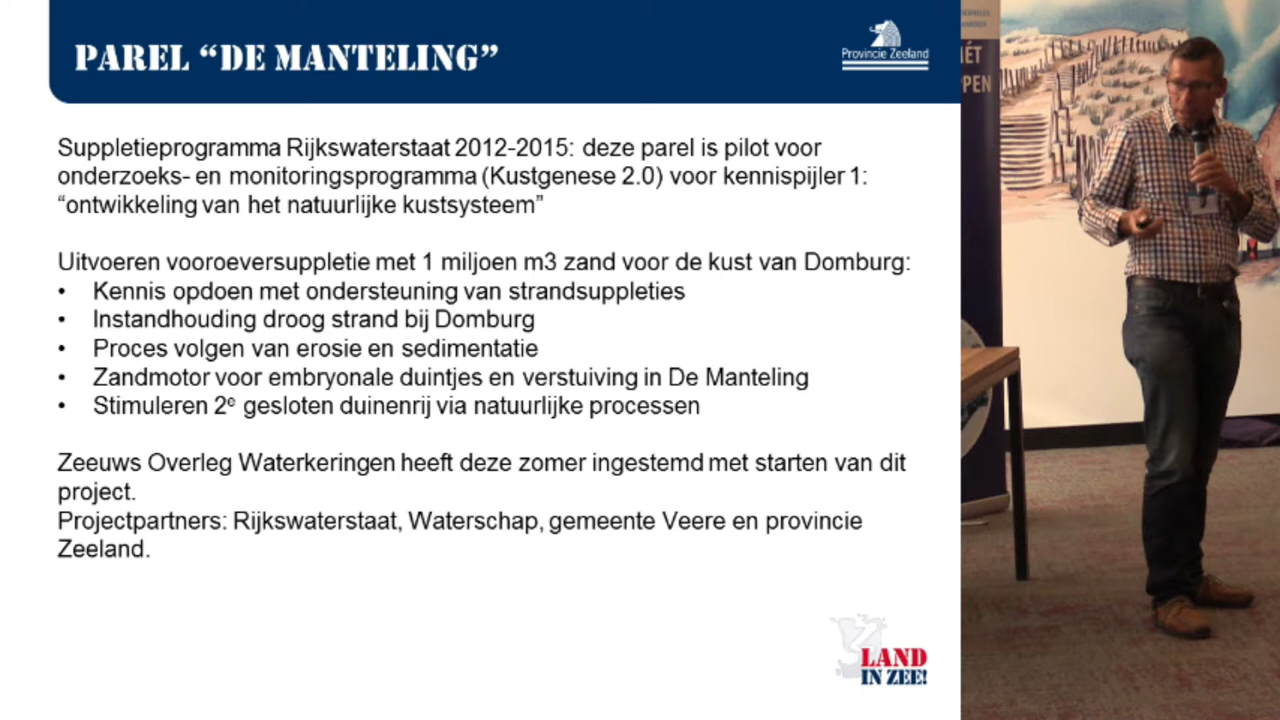 PAREL “DE MANTELING”
Provincie Zeeland
Suppletieprogramma Rijkswaterstaat 2012-2015: deze parel is pilot voor
onderzoeks- en monitoringsprogramma (Kustgenese 2.0) voor kennispijler 1:
“ontwikkeling van het natuurlijke kustsysteem”
Uitvoeren vooroeversuppletie met 1 miljoen m3 zand voor de kust van Domburg:
• Kennis opdoen met ondersteuning van strandsuppleties
• Instandhouding droog strand bij Domburg
• Proces volgen van erosie en sedimentatie
• Zandmotor voor embryonale duintjes en verstuiving in De Manteling
• Stimuleren 2e gesloten duinenrij via natuurlijke processen
Zeeuws Overleg Waterkeringen heeft deze zomer ingestemd met starten van dit
project.
Projectpartners: Rijkswaterstaat, Waterschap, gemeente Veere en provincie
Zeeland.
LAND
IN ZEE!
ÉT
PPEN